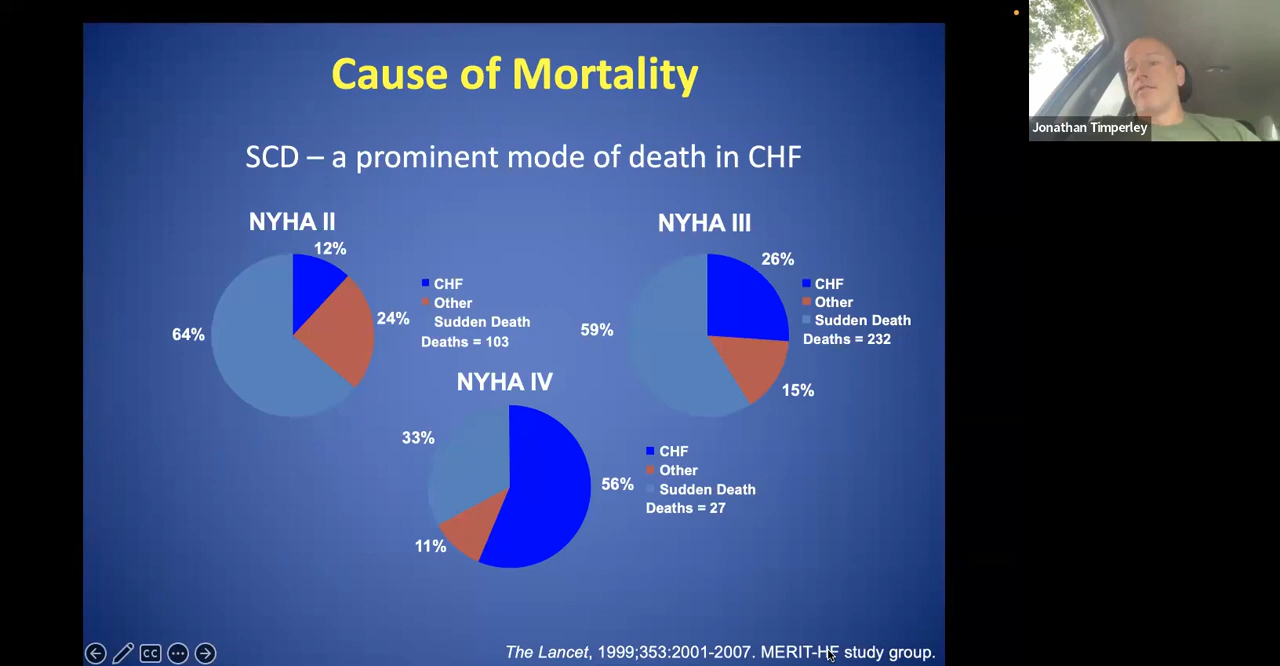 Cause of Mortality
SCD – a prominent mode of death in CHF
NYHA II
12%
24%
64%
CHF
Other
Sudden Death
Deaths = 103
NYHA III
26%
15%
59%
CHF
Other
Sudden Death
Deaths = 232
NYHA IV
33%
56%
11%
CHF
Other
Sudden Death
Deaths = 27
The Lancet, 1999;353:2001-2007. MERIT-HF study group.
CC
Jonathan Timperley